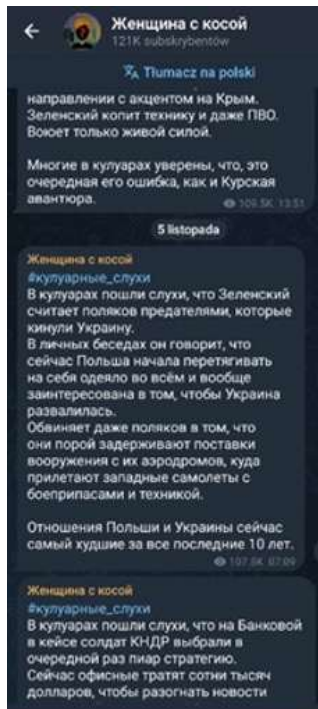 Женщина с косой
121K subskrybentów
Tłumacz na polski
направлении с акцентом на Крым.
Зеленский копит технику и даже ПВО.
Воюет только живой силой.
Многие в кулуарах уверены, что, это
очередная его ошибка, как и Курская
авантюра.
109.5K 13:51
5 listopada
Женщина с косой
#кулуарные_слухи
В кулуарах пошли слухи, что Зеленский
считает поляков предателями, которые
кинули Украину.
В личных беседах он говорит, что
сейчас Польша начала перетягивать
на себя одеяло во всём и вообще
заинтересована в том, чтобы Украина
развалилась.
Обвиняет даже поляков в том, что
они порой задерживают поставки
вооружения с их аэродромов, куда
прилетают западные самолеты с
боеприпасами и техникой.
Отношения Польши и Украины сейчас
самый худшие за все последние 10 лет.
107.8K 07:09
Женщина с косой
#кулуарные_слухи
В кулуарах пошли слухи, что на Банковой
в кейсе солдат КНДР выбрали в
очередной раз пиар стратегию.
Сейчас офисные тратят сотни тысяч
долларов, чтобы разогнать новости